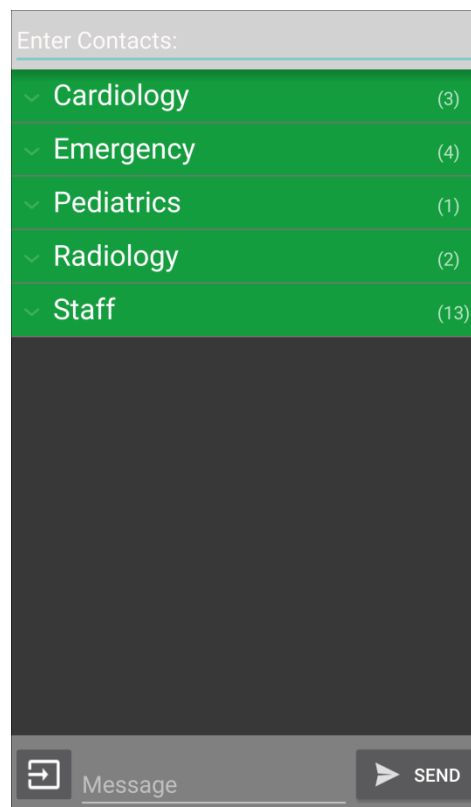 Enter Contacts:
Cardiology (3)
Emergency (4)
Pediatrics (1)
Radiology (2)
Staff (13)
Message SEND